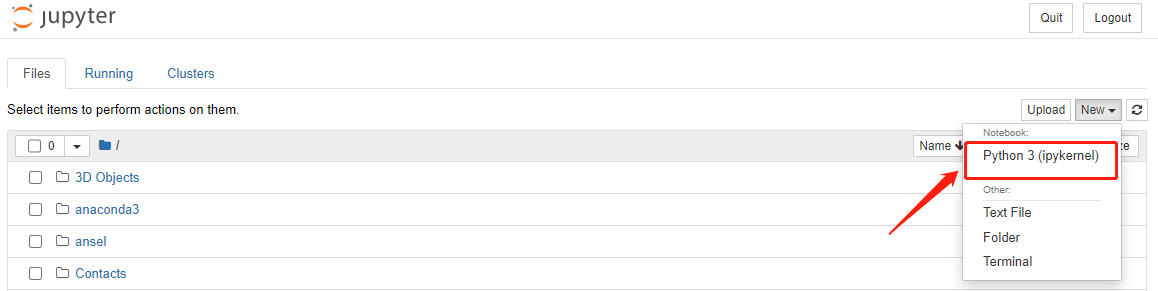 jupyter
Quit
Logout
Files
Running
Clusters
Select items to perform actions on them.
Upload
New
0
/
Name
ze
Notebook:
Python 3 (ipykernel)
Other:
Text File
Folder
Terminal
3D Objects
anaconda3
ansel
Contacts